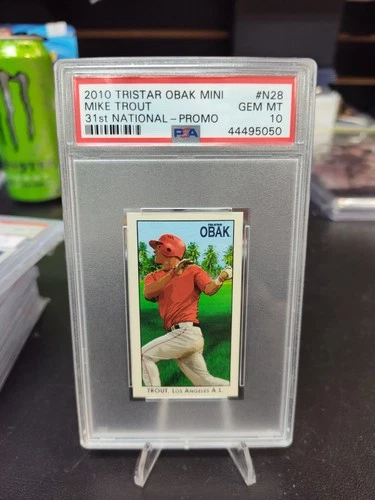 2010 TRISTAR OBAK MINI #N28
MIKE TROUT GEM MT
31st NATIONAL - PROMO 10
PSA 44495050
TRISTAR
OBAK
TROUT, LOS ANGELES A.L.